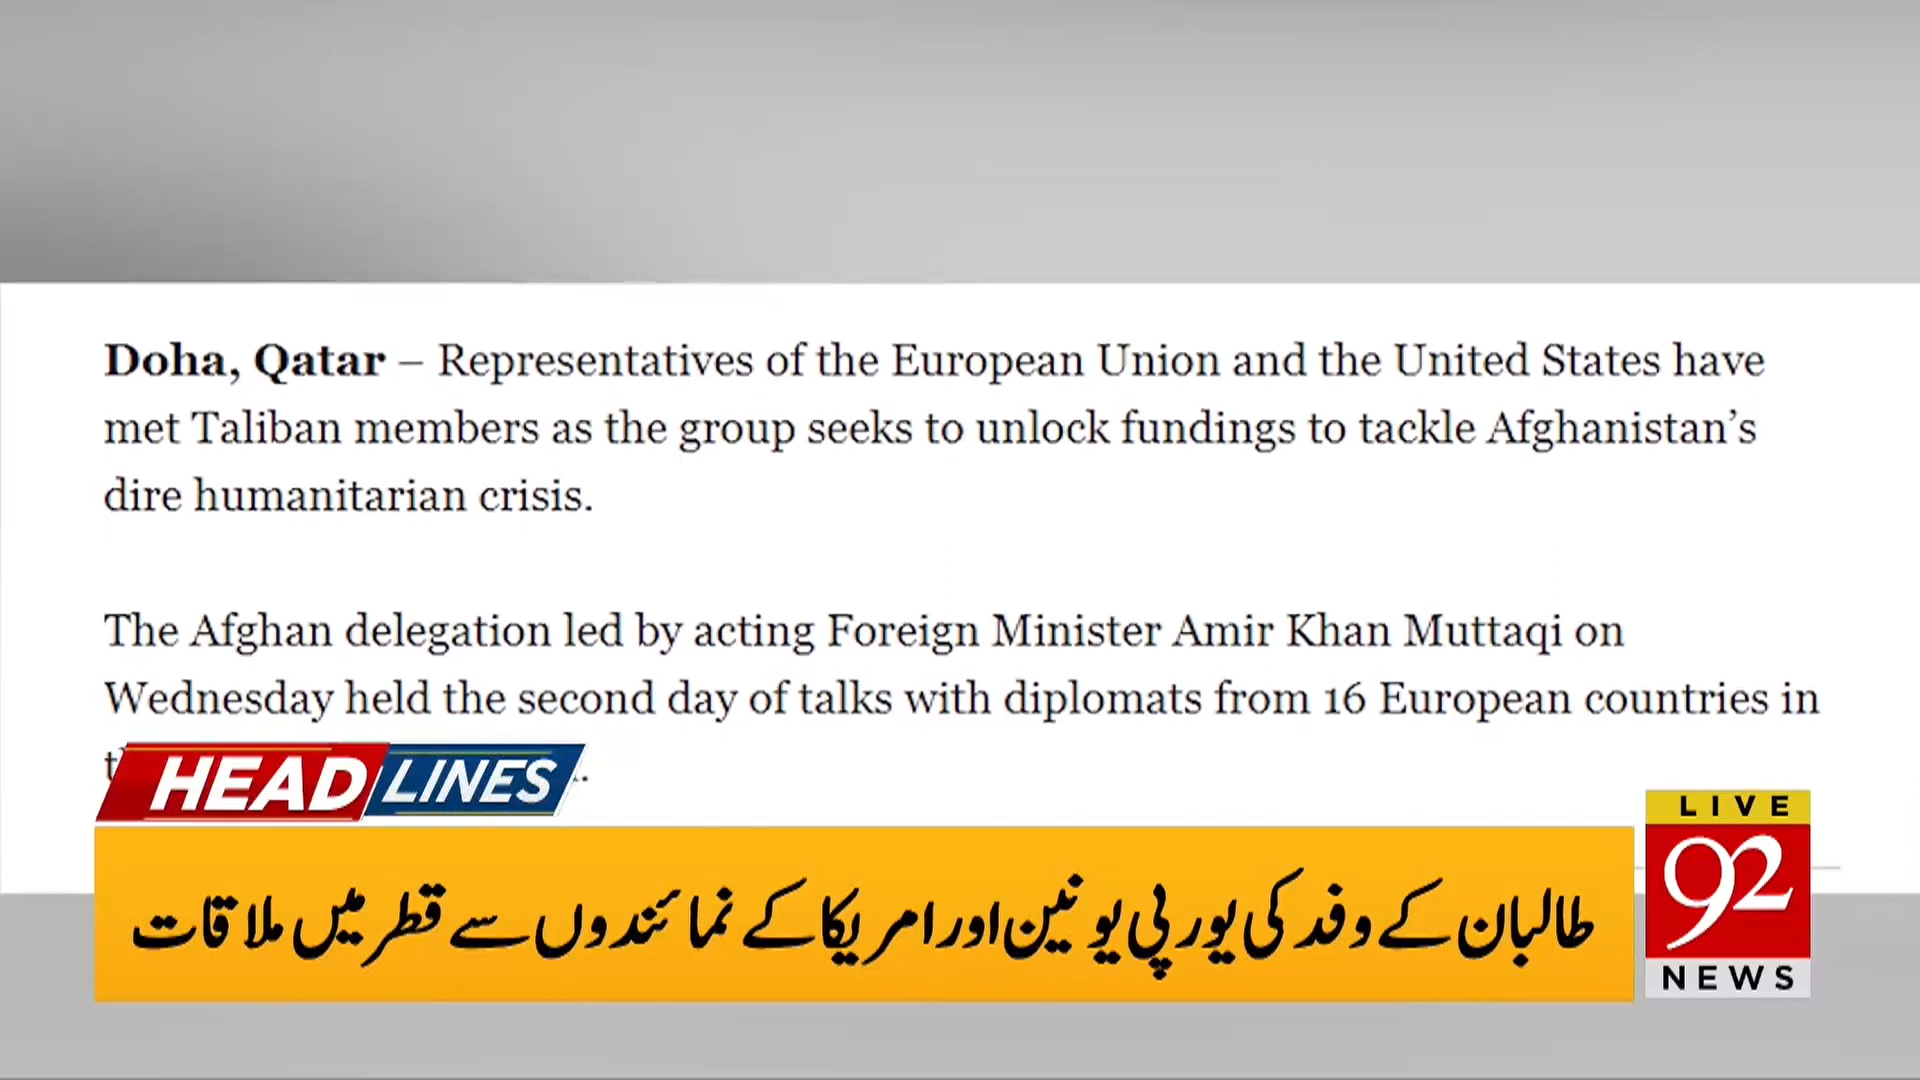 Doha, Qatar – Representatives of the European Union and the United States have
met Taliban members as the group seeks to unlock fundings to tackle Afghanistan’s
dire humanitarian crisis.
The Afghan delegation led by acting Foreign Minister Amir Khan Muttaqi on
Wednesday held the second day of talks with diplomats from 16 European countries in
HEADLINES
طالبان کے وفد کی یورپی یونین اور امریکا کے نمائندوں سے قطر میں ملاقات
LIVE
92
NEWS